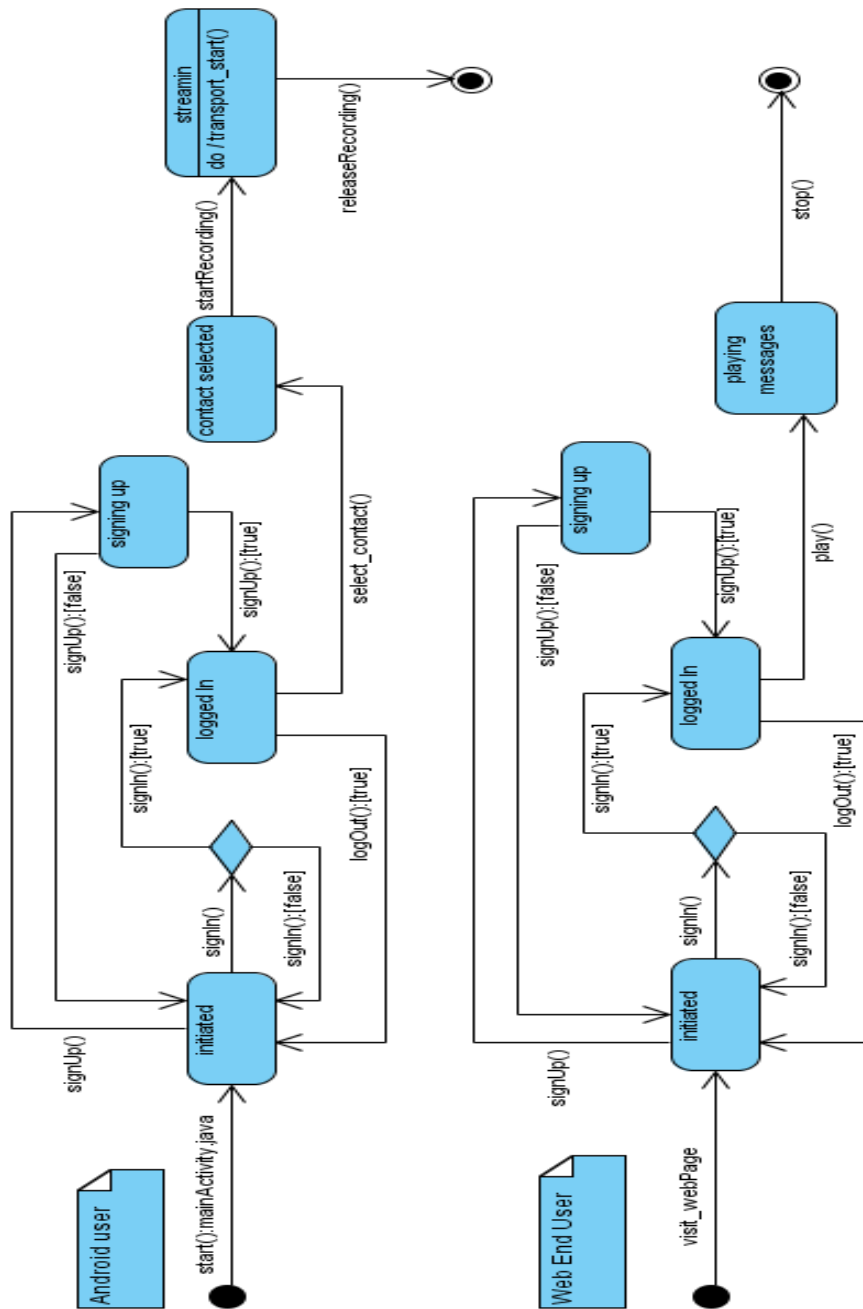 Android user
start():mainActivity.java
initiated
signUp()
signUp():[false]
signIn()
signIn():[true]
signIn():[false]
logOut():[true]
logged In
signing up
signUp():[true]
select_contact()
contact selected
startRecording()
streamin
do / transport_start()
releaseRecording()
Web End User
visit_webPage
initiated
signUp()
signUp():[false]
signIn()
signIn():[true]
signIn():[false]
logOut():[true]
logged In
signing up
signUp():[true]
play()
playing
messages
stop()